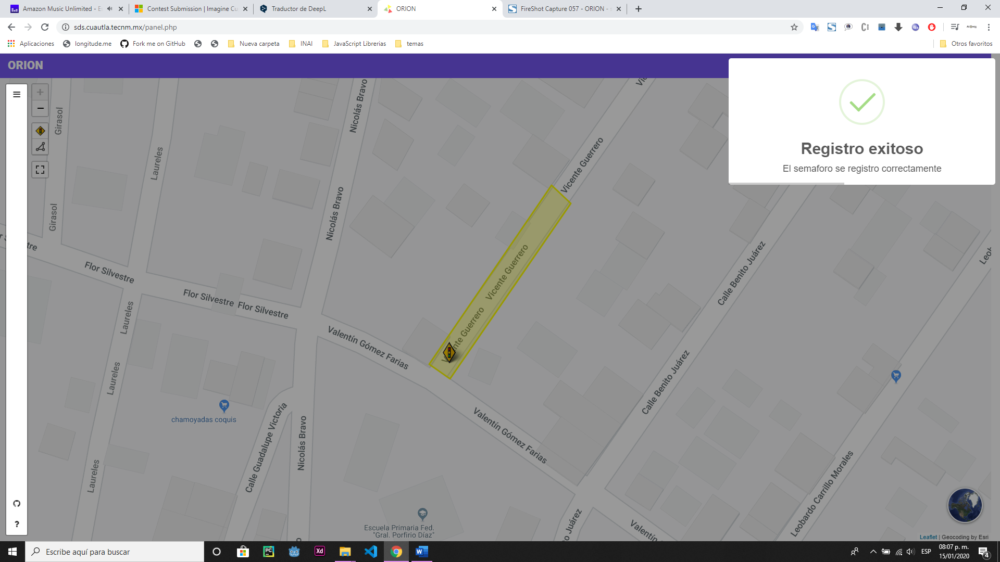 Amazon Music Unlimited - E
Contest Submission | Imagine Cu
Traductor de DeepL
ORION
FireShot Capture 057 - ORION - s
sds.cuautla.tecnm.mx/panel.php
Aplicaciones
longitude.me
Fork me on GitHub
Nueva carpeta
INAI
JavaScript Librerias
temas
Otros favoritos
ORION
Registro exitoso
El semaforo se registro correctamente
Girasol
Girasol
Laureles
Laureles
Laureles
Laureles
Nicolás Bravo
Nicolás Bravo
Nicolás Bravo
Vicente Guerrero
Vicente Guerrero
Vicente Guerrero
Flor Silvestre
Flor Silvestre
Flor Silvestre
Valentín Gómez Farias
Valentín Gómez Farias
Calle Benito Juárez
Calle Benito Juárez
o Juárez
Calle Guadalupe Victoria
Leobardo Carrillo Morales
chamoyadas coquis
Escuela Primaria Fed.
"Gral. Porfirio Díaz"
Leaflet | Geocoding by Esri
Escribe aquí para buscar
ESP
08:07 p. m.
15/01/2020
4